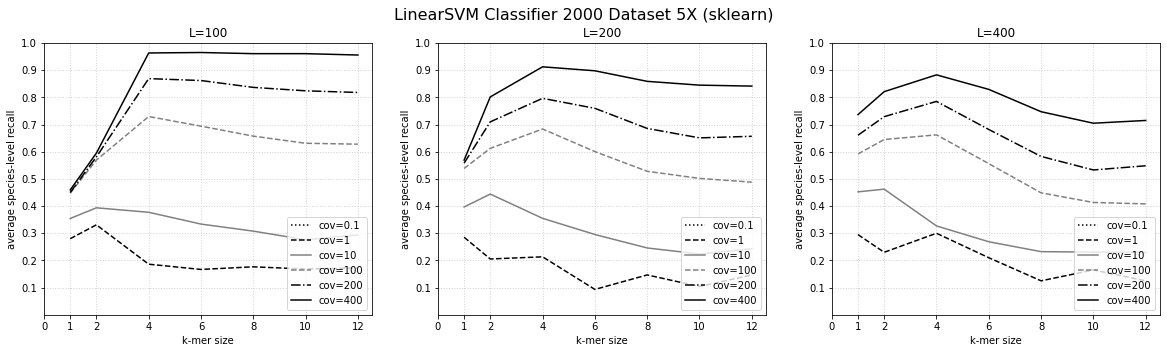 LinearSVM Classifier 2000 Dataset 5X (sklearn)
L=100
average species-level recall
1.0
0.9
0.8
0.7
0.6
0.5
0.4
0.3
0.2
0.1
0 1 2 4 6 8 10 12
k-mer size
cov=0.1
cov=1
cov=10
cov=100
cov=200
cov=400
L=200
average species-level recall
1.0
0.9
0.8
0.7
0.6
0.5
0.4
0.3
0.2
0.1
0 1 2 4 6 8 10 12
k-mer size
cov=0.1
cov=1
cov=10
cov=100
cov=200
cov=400
L=400
average species-level recall
1.0
0.9
0.8
0.7
0.6
0.5
0.4
0.3
0.2
0.1
0 1 2 4 6 8 10 12
k-mer size
cov=0.1
cov=1
cov=10
cov=100
cov=200
cov=400